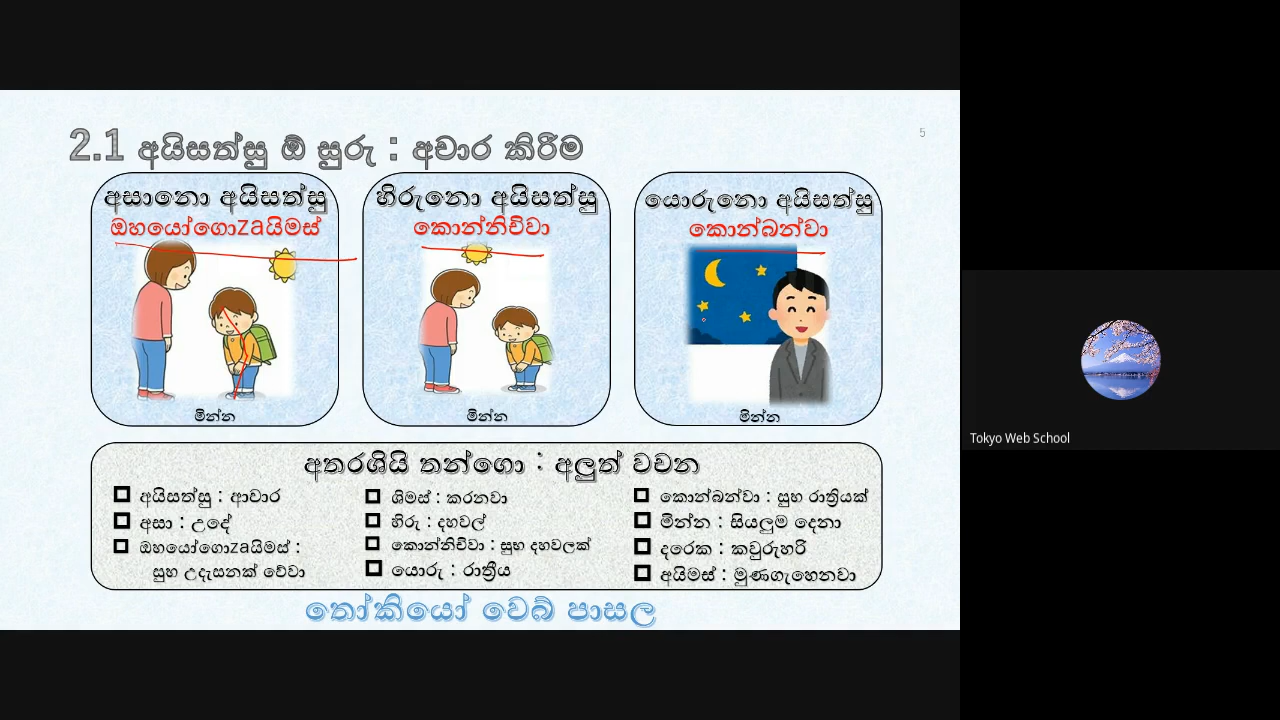 2.1 අයිසත්සු ඕ සුරු : අචාර කිරීම
5
අසානො අයිසත්සු
ඔහයෝගොzaයිමස්
මින්න
හිරුනො අයිසත්සු
කොන්නිචිවා
මින්න
යොරුනො අයිසත්සු
කොන්බන්වා
මින්න
අතරශියි තන්ගො : අලුත් වචන
අයිසත්සු : ආචාර
අසා : උදේ
ඔහයෝගොzaයිමස් :
සුභ උදෑසනක් වේවා
ශිමස් : කරනවා
හිරු : දහවල්
කොන්නිචිවා : සුභ දහවලක්
යොරු : රාත්‍රිය
කොන්බන්වා : සුභ රාත්‍රියක්
මින්න : සියලුම දෙනා
දරෙක : කවුරුහරි
අයිමස් : මුණගැහෙනවා
තෝකියෝ වෙබ් පාසල
Tokyo Web School